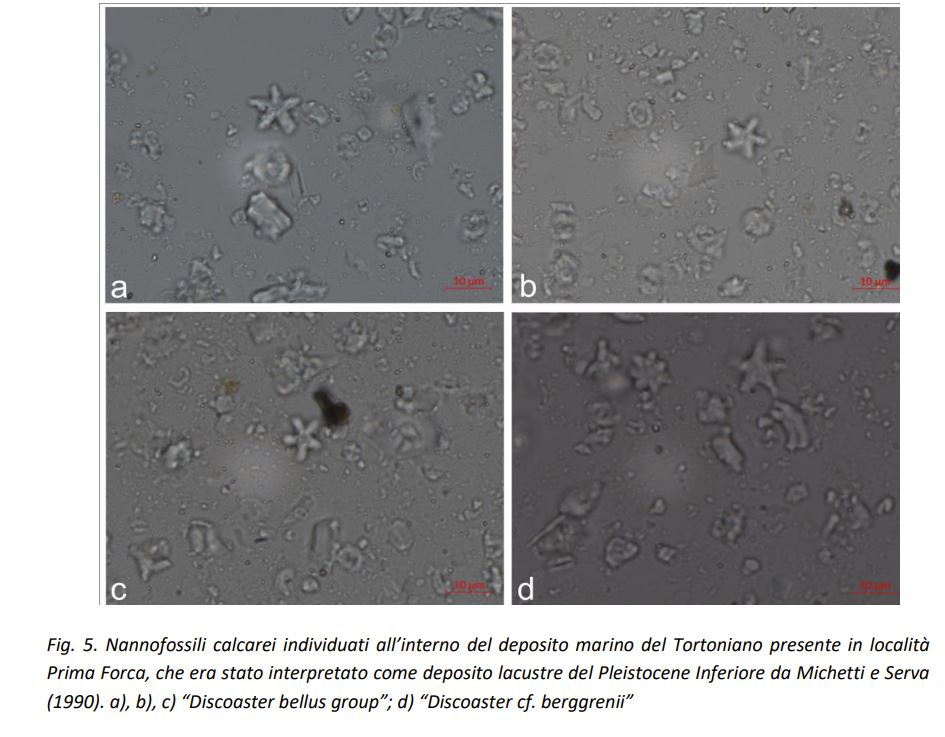 a
10 µm
b
10 µm
c
10 µm
d
10 µm
Fig. 5. Nannofossili calcarei individuati all’interno del deposito marino del Tortoniano presente in località
Prima Forca, che era stato interpretato come deposito lacustre del Pleistocene Inferiore da Michetti e Serva
(1990). a), b), c) “Discoaster bellus group”; d) “Discoaster cf. berggrenii”